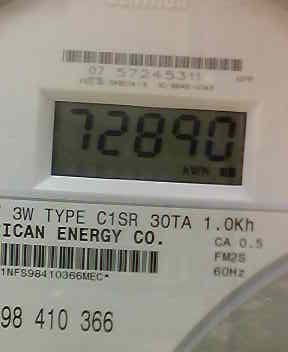 07 57245311
72890
KWH
3W TYPE C1SR 30TA 1.0Kh
ICAN ENERGY CO.
CA 0.5
FM2S
60Hz
1NFS98410366MEC*
98 410 366